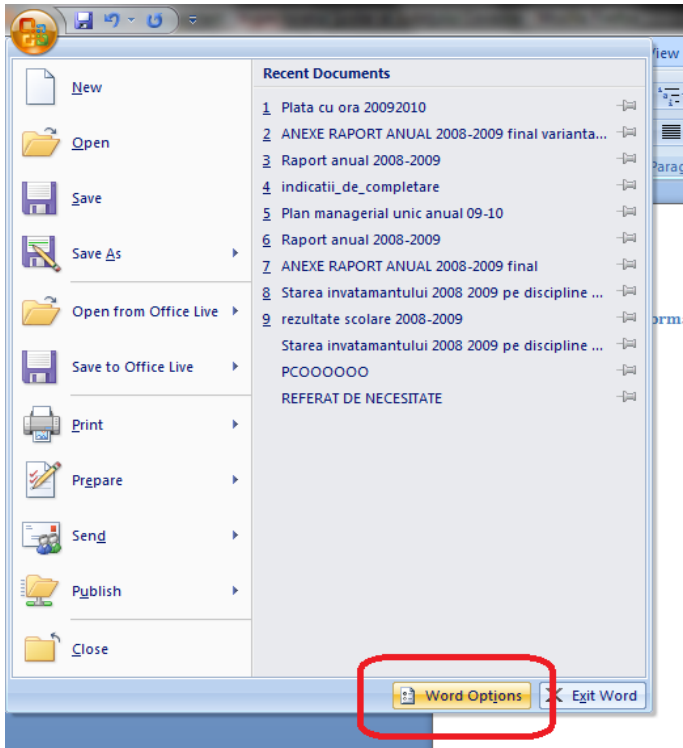 View
New
Open
Save
Save As
Open from Office Live
Save to Office Live
Print
Prepare
Send
Publish
Close
Recent Documents
1 Plata cu ora 20092010
2 ANEXE RAPORT ANUAL 2008-2009 final varianta...
3 Raport anual 2008-2009
4 indicatii_de_completare
5 Plan managerial unic anual 09-10
6 Raport anual 2008-2009
7 ANEXE RAPORT ANUAL 2008-2009 final
8 Starea invatamantului 2008 2009 pe discipline ...
9 rezultate scolare 2008-2009
Starea invatamantului 2008 2009 pe discipline ...
PCOOOOOO
REFERAT DE NECESITATE
Parag
orm
Word Options
Exit Word